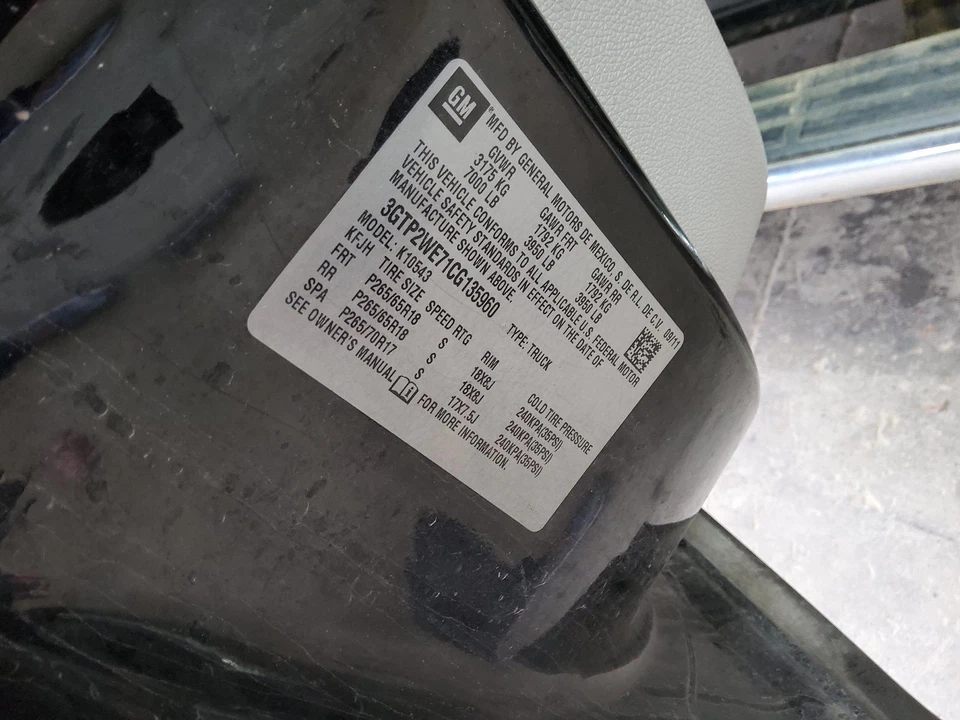 GM
MFD BY GENERAL MOTORS DE MEXICO, S. DE R.L. DE C.V. 09/11
GVWR GAWR FRT GAWR RR
3175 KG 1792 KG 1792 KG
7000 LB 3950 LB 3950 LB
THIS VEHICLE CONFORMS TO ALL APPLICABLE U.S. FEDERAL MOTOR
VEHICLE SAFETY STANDARDS IN EFFECT ON THE DATE OF
MANUFACTURE SHOWN ABOVE.
3GTP2WE71CG135960 TYPE: TRUCK
MODEL: K10543
KFJH TIRE SIZE SPEED RTG RIM COLD TIRE PRESSURE
FRT P265/65R18 S 18X8J 240KPA(35PSI)
RR P265/65R18 S 18X8J 240KPA(35PSI)
SPA P265/70R17 S 17X7.5J 240KPA(35PSI)
SEE OWNER'S MANUAL FOR MORE INFORMATION.